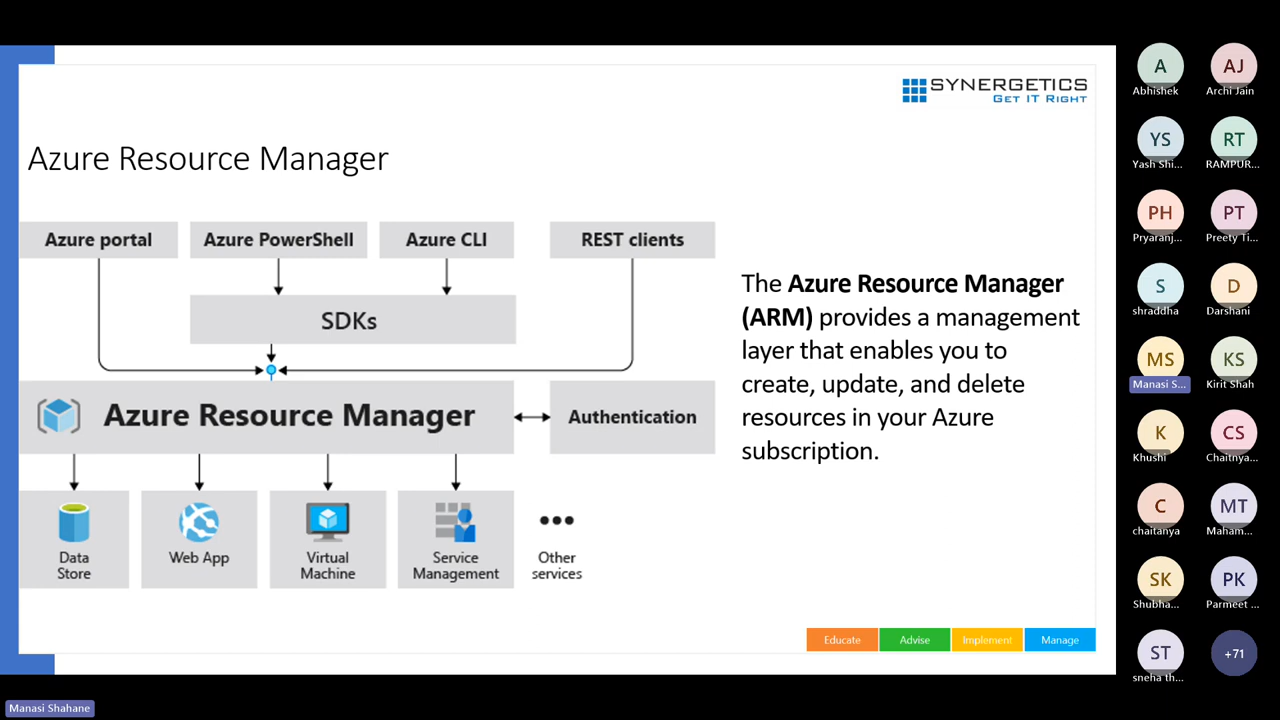 SYNERGETICS
GET IT RIGHT
Azure Resource Manager
Azure portal
Azure PowerShell
Azure CLI
REST clients
SDKs
Azure Resource Manager
Authentication
Data
Store
Web App
Virtual
Machine
Service
Management
Other
services
The Azure Resource Manager
(ARM) provides a management
layer that enables you to
create, update, and delete
resources in your Azure
subscription.
Educate
Advise
Implement
Manage
A
Abhishek
AJ
Archi Jain
YS
Yash Shi...
RT
RAMPUR...
PH
Pryaranj...
PT
Preety Ti...
S
shraddha
D
Darshani
MS
Manasi S...
KS
Kirit Shah
K
Khushi
CS
Chaitnya...
C
chaitanya
MT
Maham...
SK
Shubha...
PK
Parmeet ...
ST
sneha th...
+71
Manasi Shahane